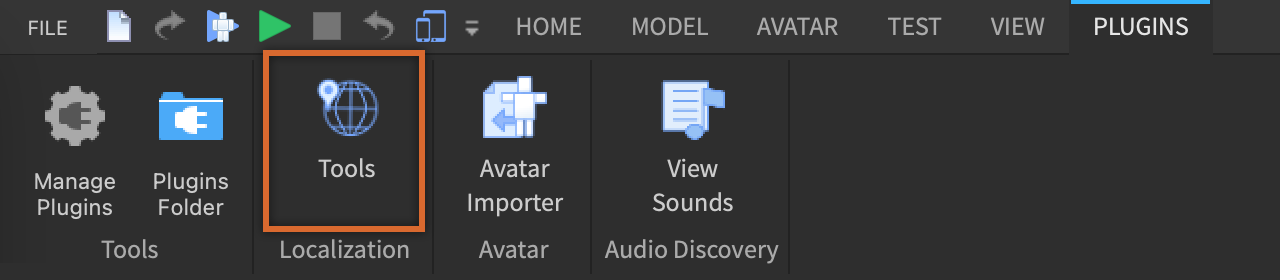 FILE
HOME
MODEL
AVATAR
TEST
VIEW
PLUGINS
Manage
Plugins
Plugins
Folder
Tools
Tools
Localization
Avatar
Importer
Avatar
View
Sounds
Audio Discovery